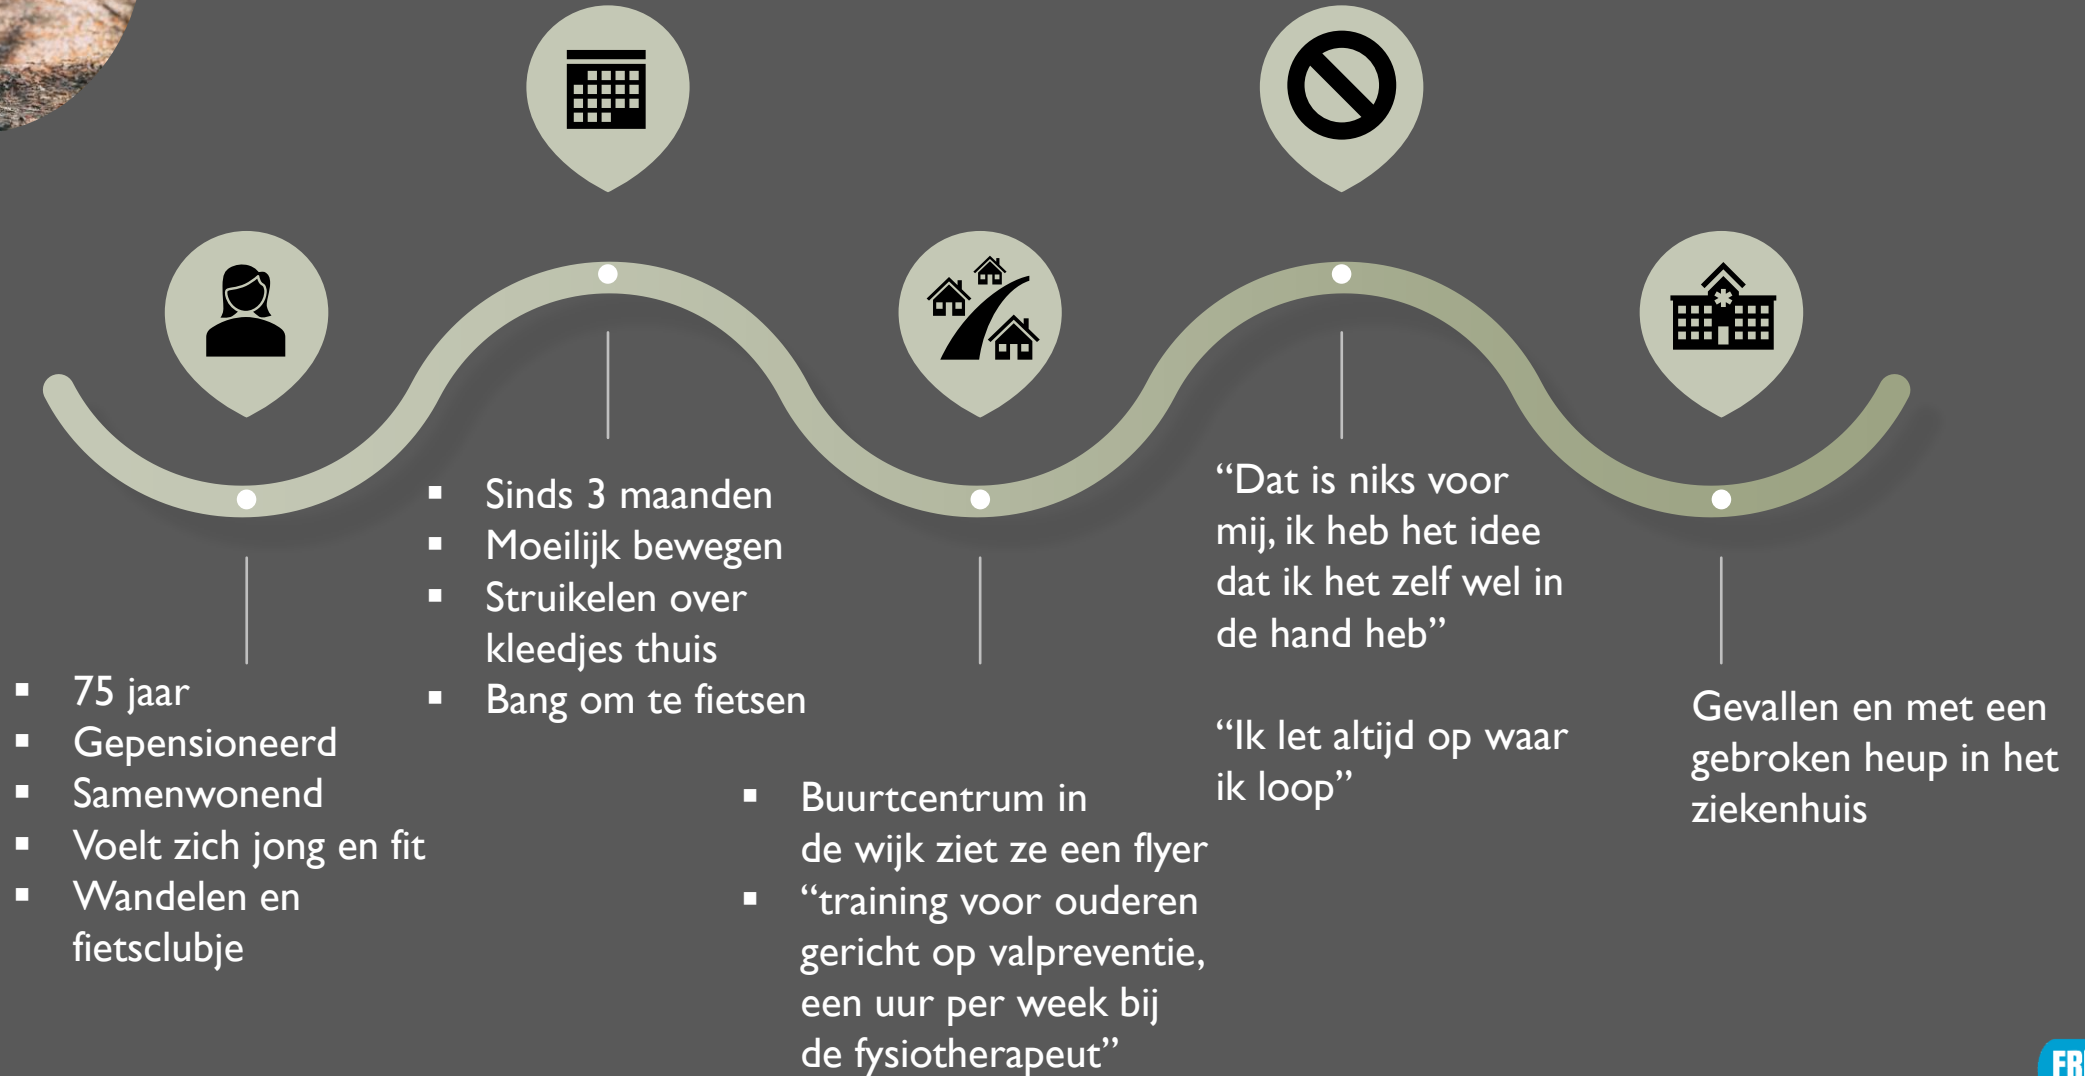 ▪ 75 jaar
▪ Gepensioneerd
▪ Samenwonend
▪ Voelt zich jong en fit
▪ Wandelen en
fietsclubje
▪ Sinds 3 maanden
▪ Moeilijk bewegen
▪ Struikelen over
kleedjes thuis
▪ Bang om te fietsen
▪ Buurtcentrum in
de wijk ziet ze een flyer
▪ “training voor ouderen
gericht op valpreventie,
een uur per week bij
de fysiotherapeut”
“Dat is niks voor
mij, ik heb het idee
dat ik het zelf wel in
de hand heb”
“Ik let altijd op waar
ik loop”
Gevallen en met een
gebroken heup in het
ziekenhuis